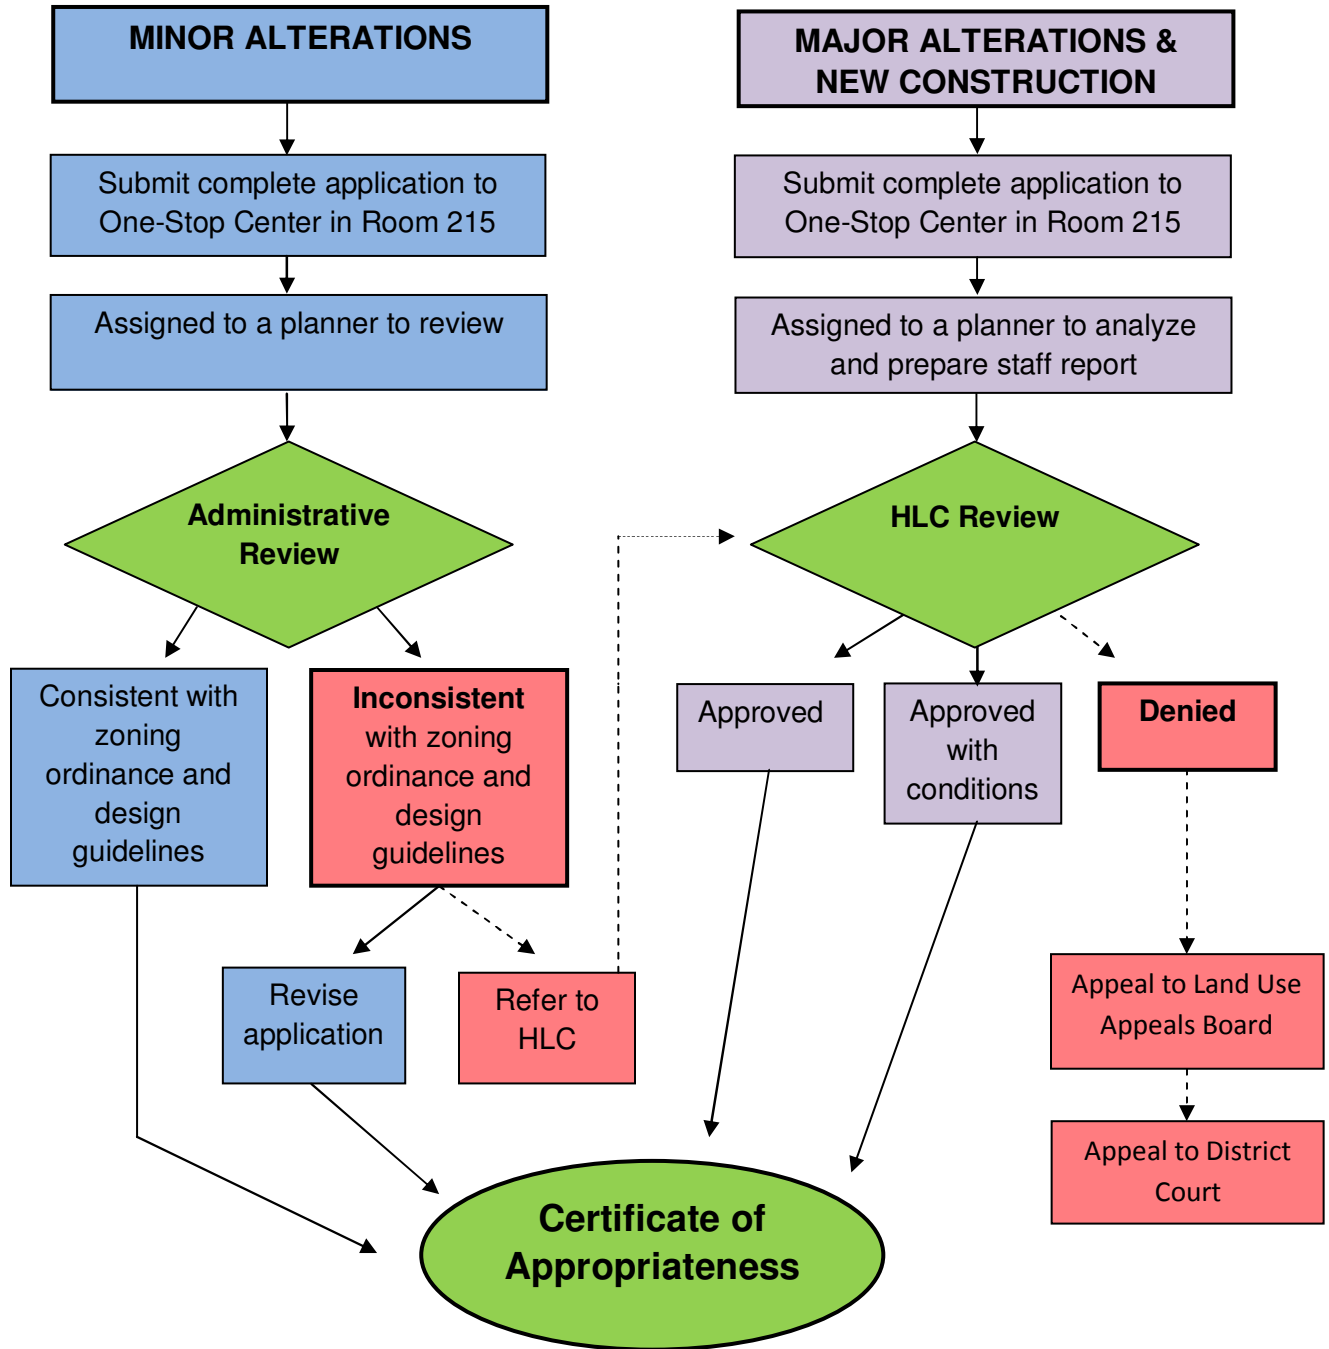 MINOR ALTERATIONS
MAJOR ALTERATIONS &
NEW CONSTRUCTION
Submit complete application to
One-Stop Center in Room 215
Submit complete application to
One-Stop Center in Room 215
Assigned to a planner to review
Assigned to a planner to analyze
and prepare staff report
Administrative
Review
HLC Review
Consistent with
zoning
ordinance and
design
guidelines
Inconsistent
with zoning
ordinance and
design
guidelines
Approved
Approved
with
conditions
Denied
Revise
application
Refer to
HLC
Appeal to Land Use
Appeals Board
Appeal to District
Court
Certificate of
Appropriateness